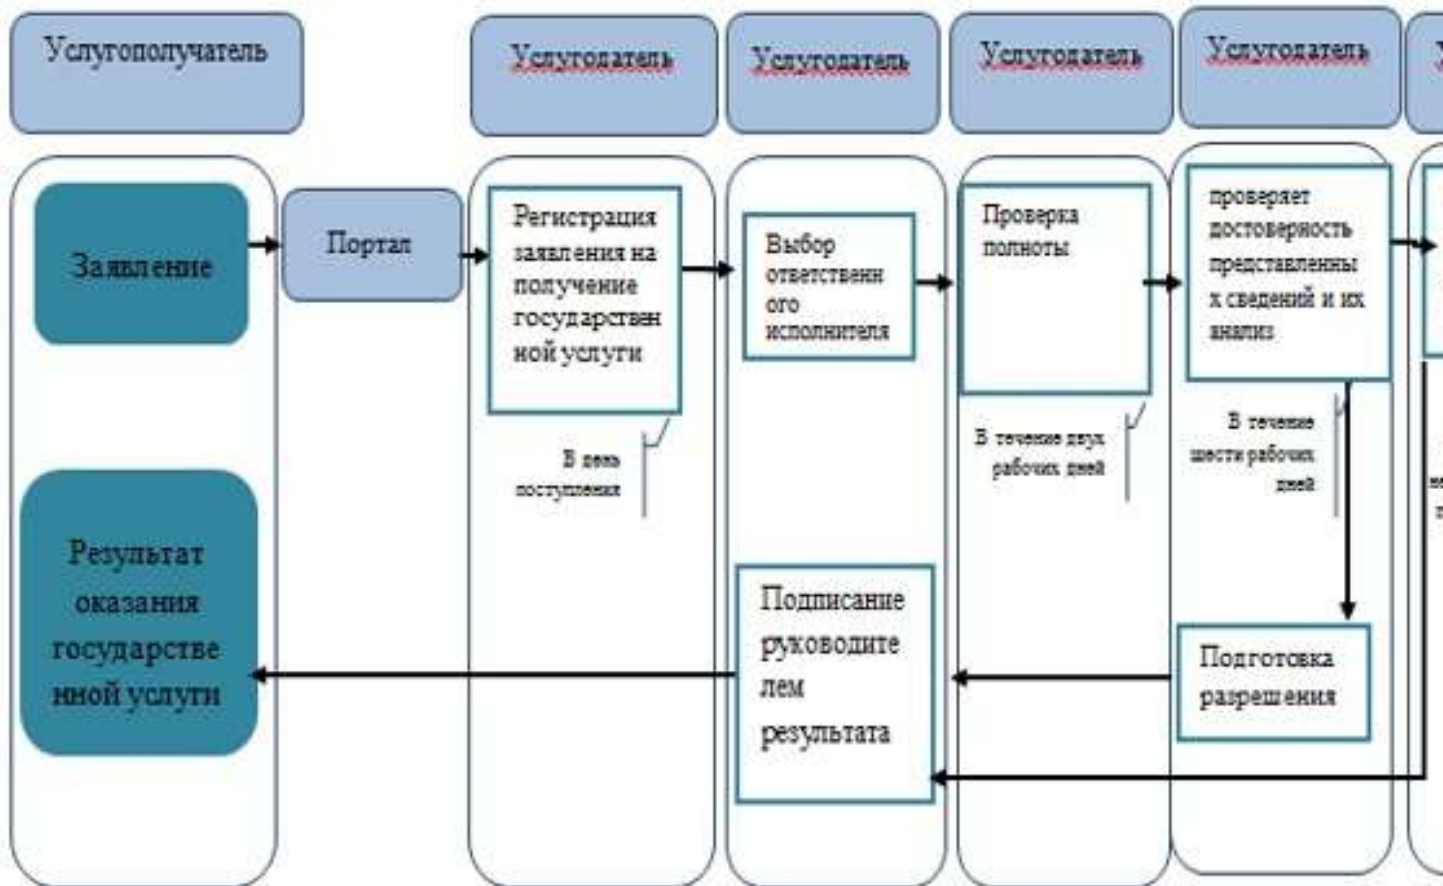 Услугополучатель
Услугодатель
Услугодатель
Услугодатель
Услугодатель
Заявление
Портал
Регистрация
заявления на
получение
государствен
ной услуги
Выбор
ответственн
ого
исполнителя
Проверка
полноты
проверяет
достоверность
представленны
х сведений и их
анализ
В день
поступления
В течение двух
рабочих дней
В течение
шести рабочих
дней
Результат
оказания
государстве
нной услуги
Подписание
руководите
лем
результата
Подготовка
разрешения